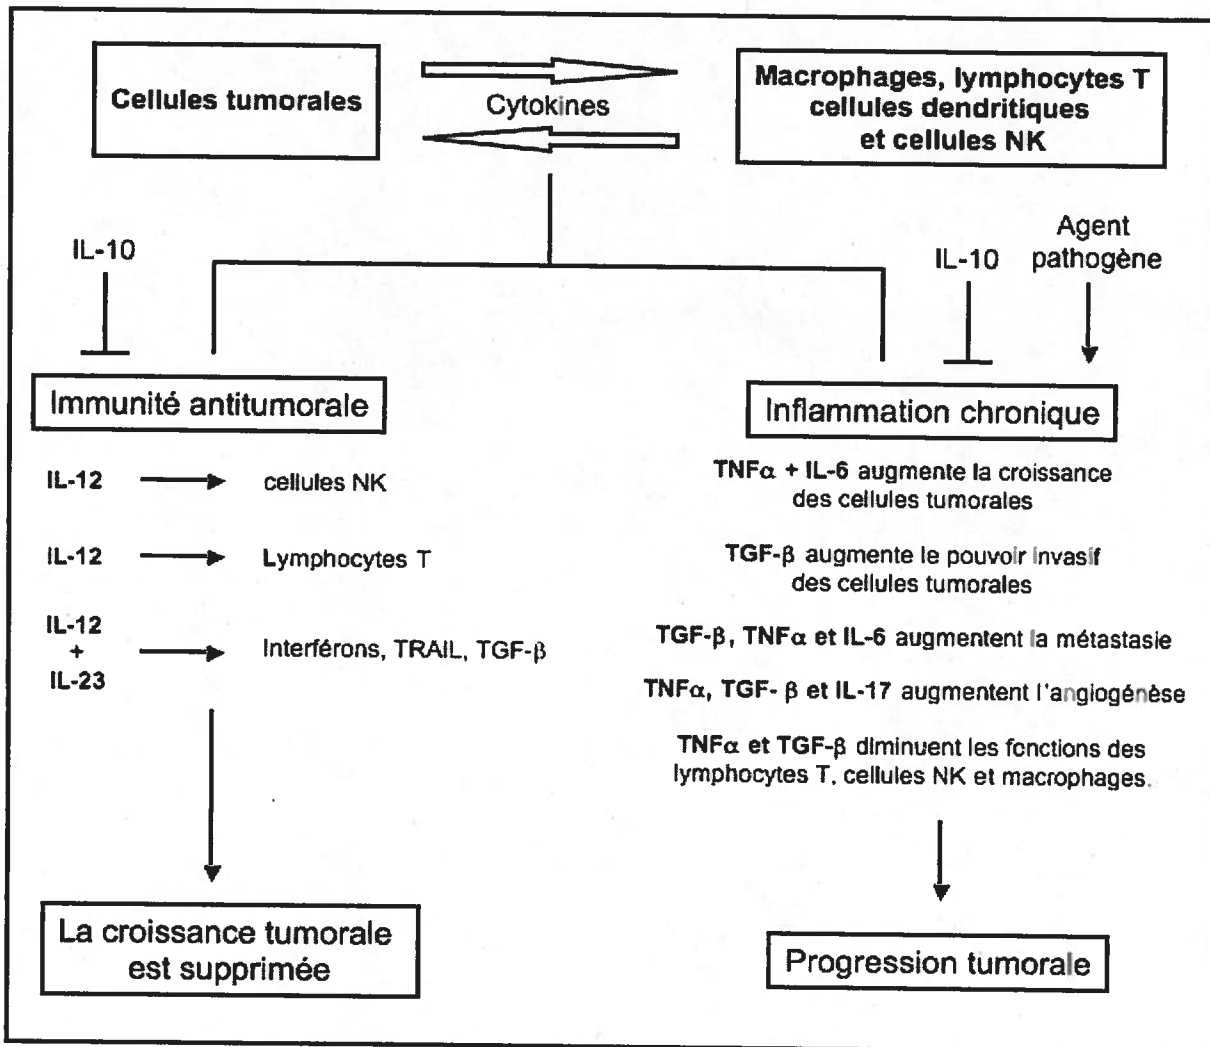 Cellules tumorales
Cytokines
Macrophages, lymphocytes T
cellules dendritiques
et cellules NK
IL-10
IL-10
Agent
pathogène
Immunité antitumorale
IL-12
cellules NK
IL-12
Lymphocytes T
IL-12
+
IL-23
Interférons, TRAIL, TGF-β
La croissance tumorale
est supprimée
Inflammation chronique
TNFα + IL-6 augmente la croissance
des cellules tumorales
TGF-β augmente le pouvoir invasif
des cellules tumorales
TGF-β, TNFα et IL-6 augmentent la métastasie
TNFα, TGF- β et IL-17 augmentent l'angiogénèse
TNFα et TGF-β diminuent les fonctions des
lymphocytes T, cellules NK et macrophages.
Progression tumorale